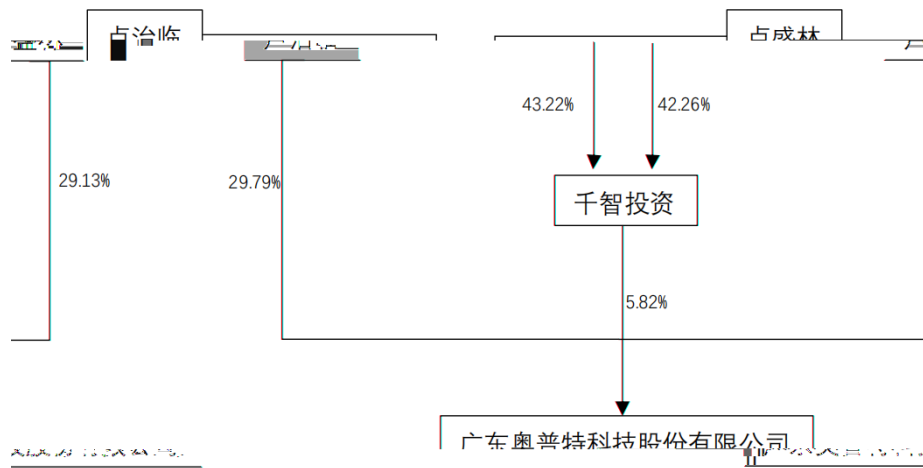 卢治临
卢盛林
43.22%
42.26%
29.13%
29.79%
千智投资
5.82%
广东奥普特科技股份有限公司